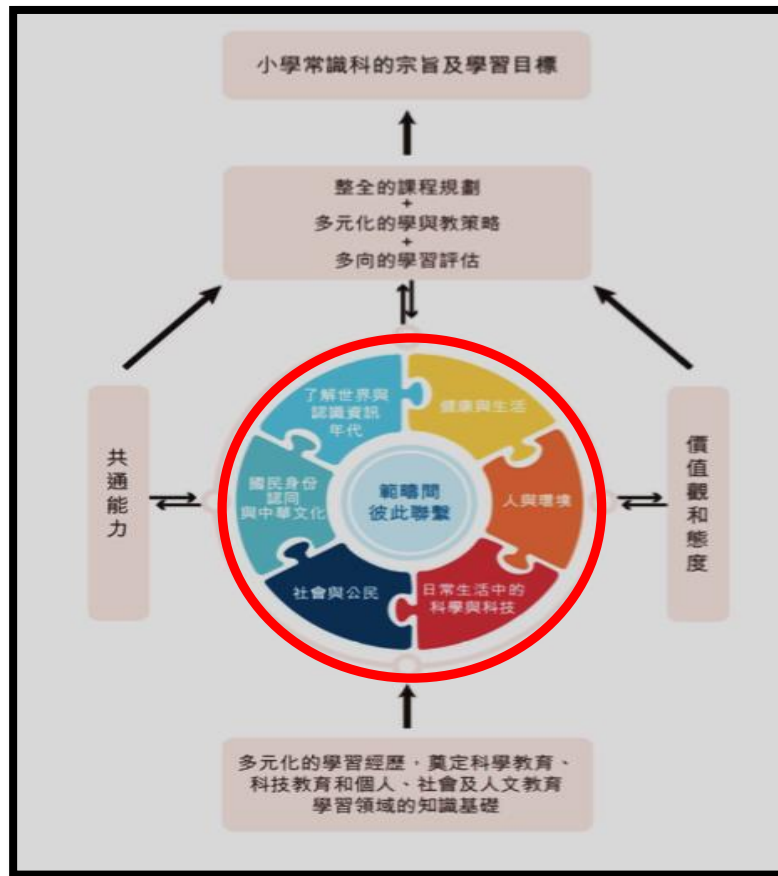 小學常識科的宗旨及學習目標
整全的課程規劃
+
多元化的學與教策略
+
多向的學習評估
了解世界與
認識資訊
年代
健康與生活
共通能力
國民身份
認同
與中華文化
範疇間
彼此聯繫
人與環境
價值觀和態度
社會與公民
日常生活中的
科學與科技
多元化的學習經歷，奠定科學教育、
科技教育和個人、社會及人文教育
學習領域的知識基礎